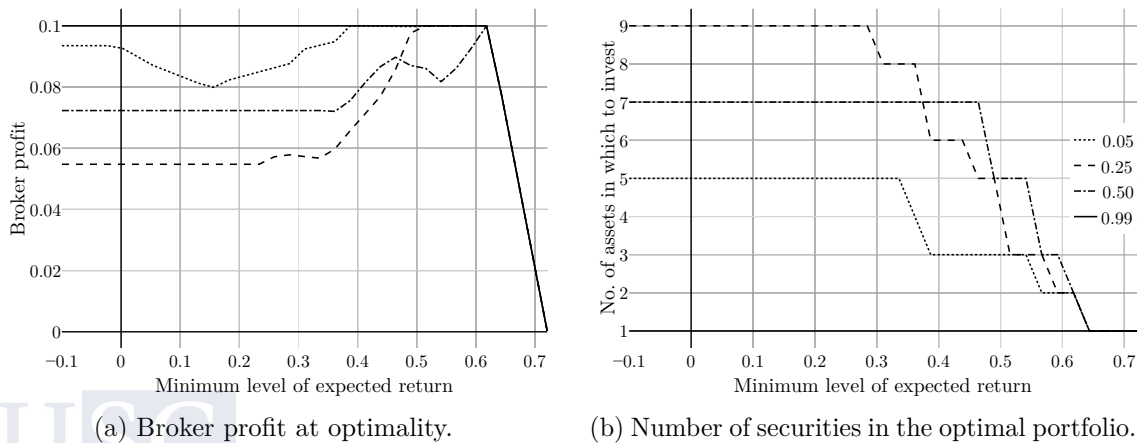 Broker profit
0.1
0.08
0.06
0.04
0.02
0
−0.1 0 0.1 0.2 0.3 0.4 0.5 0.6 0.7
Minimum level of expected return
(a) Broker profit at optimality.
No. of assets in which to invest
9
8
7
6
5
4
3
2
1
−0.1 0 0.1 0.2 0.3 0.4 0.5 0.6 0.7
Minimum level of expected return
0.05
0.25
0.50
0.99
(b) Number of securities in the optimal portfolio.
USC